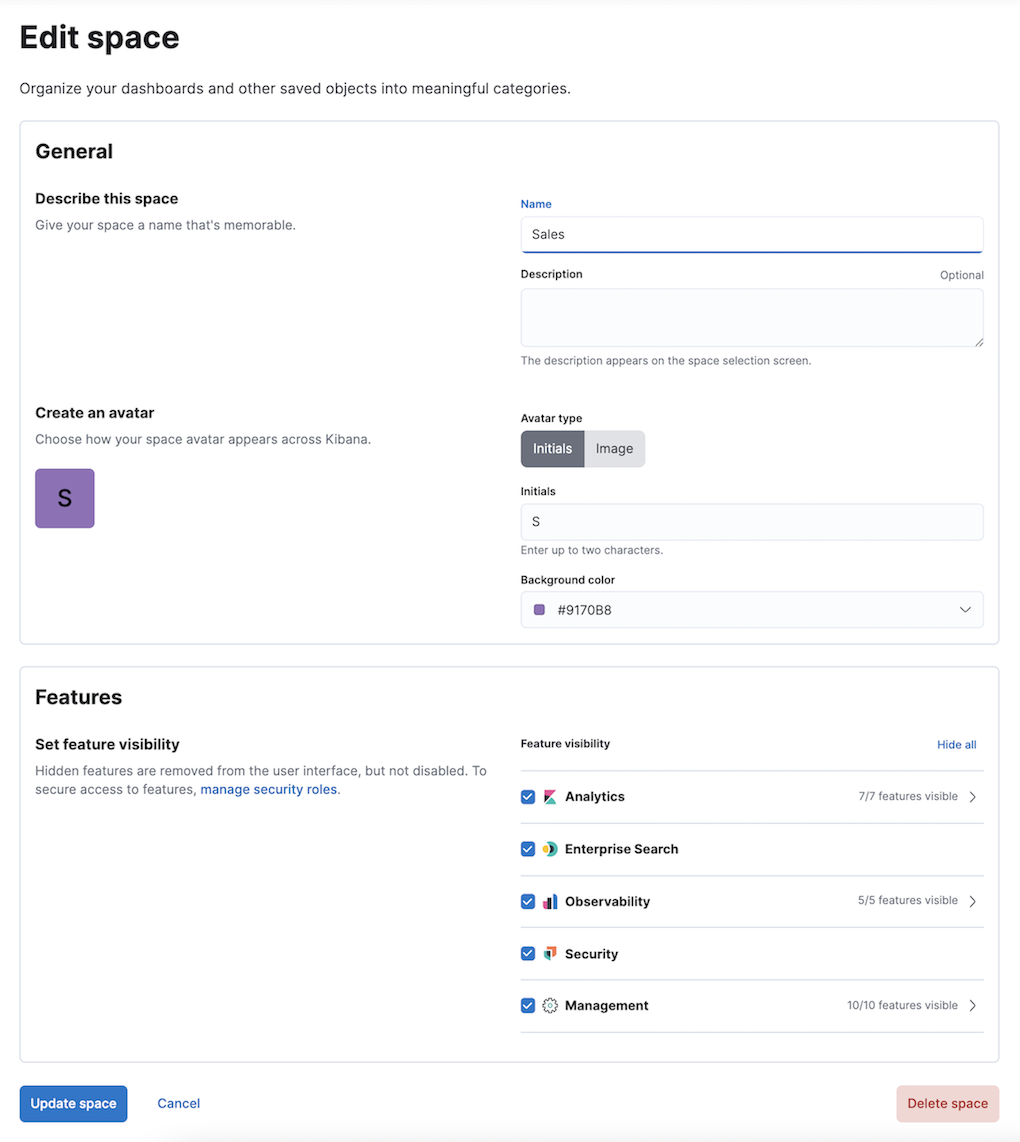 Edit space
Organize your dashboards and other saved objects into meaningful categories.
General
Describe this space
Give your space a name that's memorable.
Name
Sales
Description Optional
The description appears on the space selection screen.
Create an avatar
Choose how your space avatar appears across Kibana.
S
Avatar type
Initials Image
Initials
S
Enter up to two characters.
Background color
#9170B8
Features
Set feature visibility
Hidden features are removed from the user interface, but not disabled. To
secure access to features, manage security roles.
Feature visibility Hide all
Analytics 7/7 features visible
Enterprise Search
Observability 5/5 features visible
Security
Management 10/10 features visible
Update space Cancel Delete space